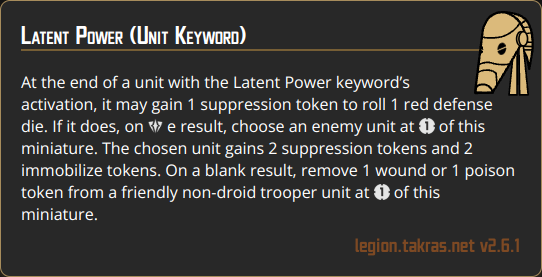 Latent Power (Unit Keyword)
At the end of a unit with the Latent Power keyword's
activation, it may gain 1 suppression token to roll 1 red defense
die. If it does, on e result, choose an enemy unit at 1 of this
miniature. The chosen unit gains 2 suppression tokens and 2
immobilize tokens. On a blank result, remove 1 wound or 1 poison
token from a friendly non-droid trooper unit at 1 of this
miniature.
legion.takras.net v2.6.1